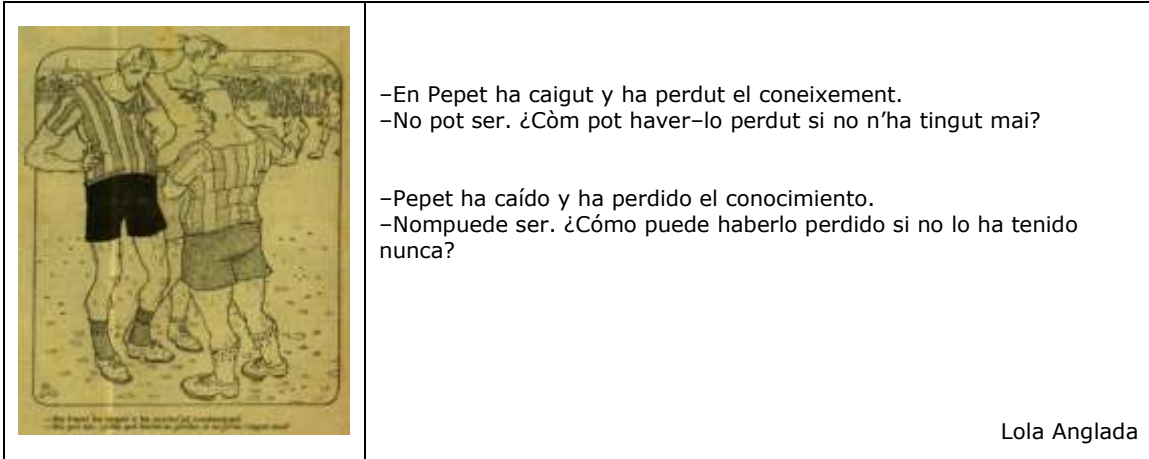 –En Pepet ha caigut y ha perdut el coneixement.
–No pot ser. ¿Còm pot haver–lo perdut si no n'ha tingut mai?
–Pepet ha caído y ha perdido el conocimiento.
–Nompuede ser. ¿Cómo puede haberlo perdido si no lo ha tenido
nunca?
Lola Anglada